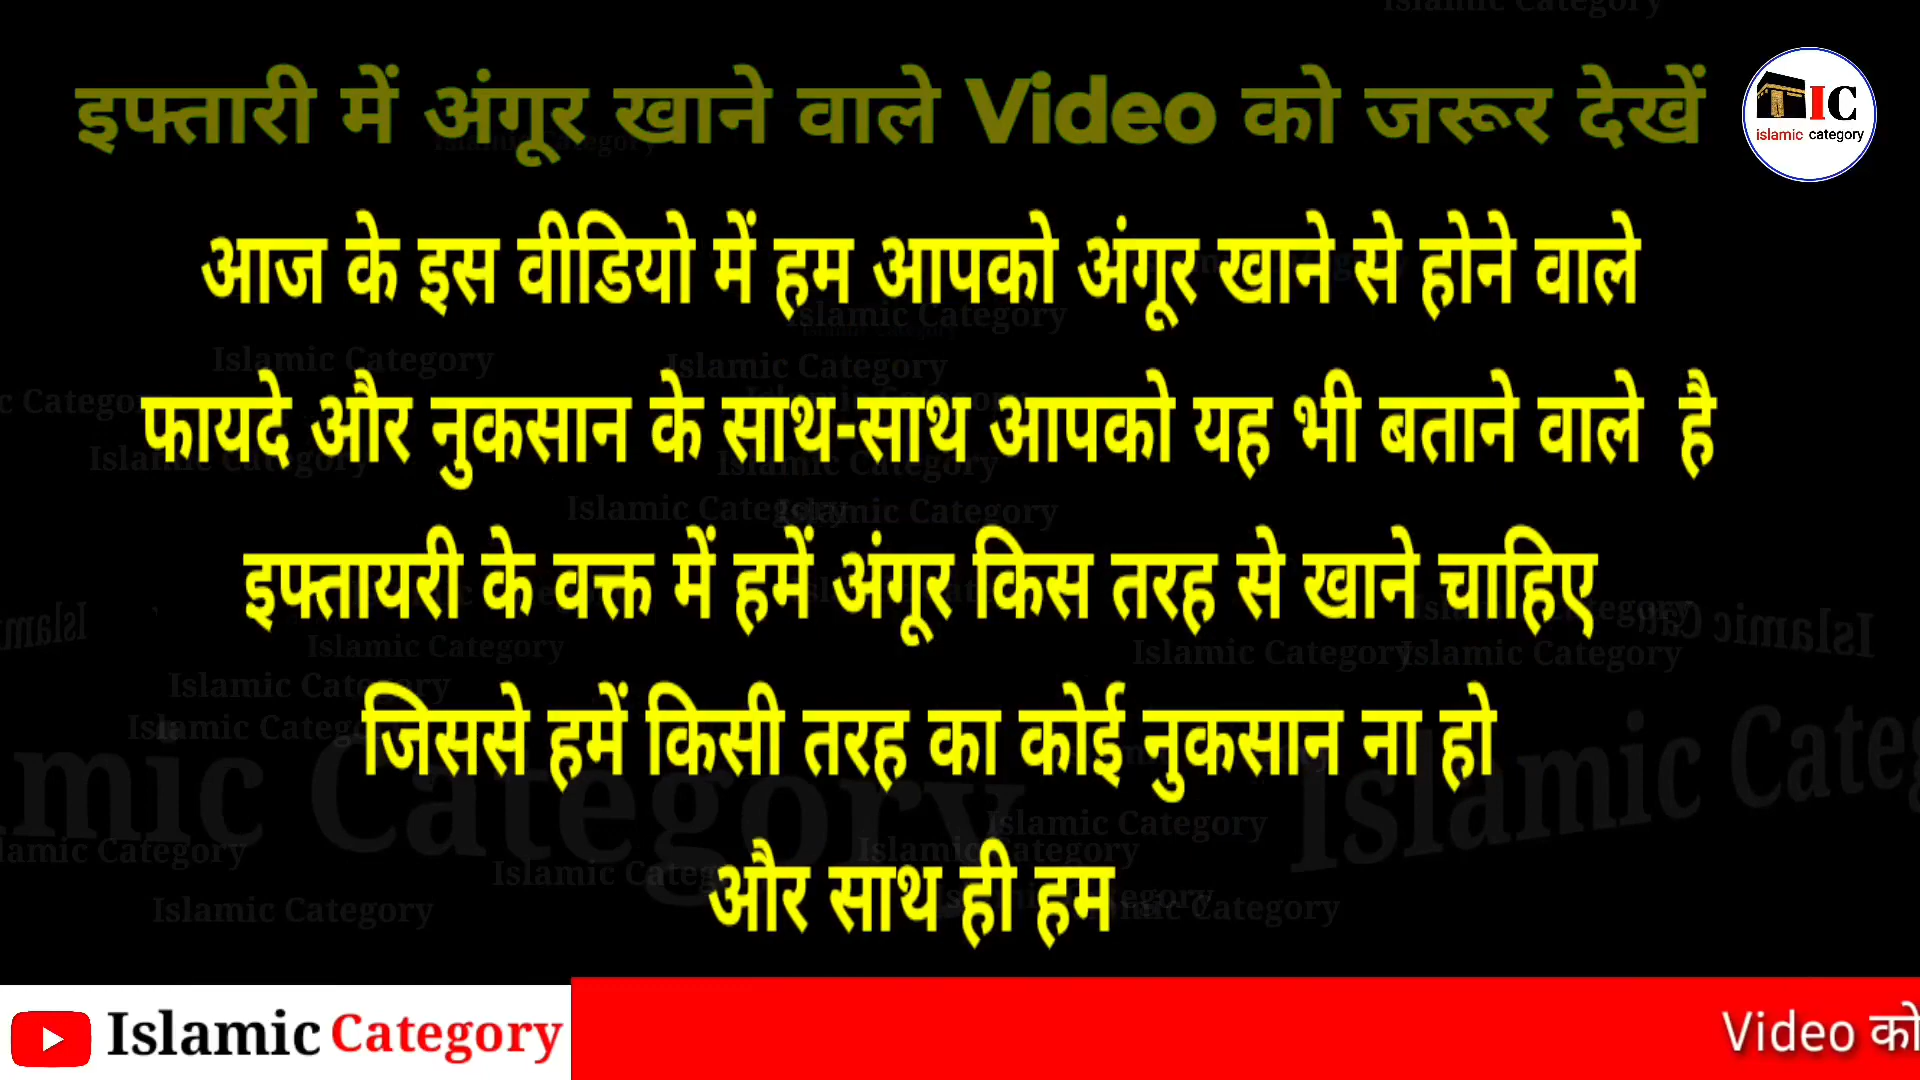 इफ्तारी में अंगूर खाने वाले Video को जरूर देखें
IC
islamic category
आज के इस वीडियो में हम आपको अंगूर खाने से होने वाले
फायदे और नुकसान के साथ-साथ आपको यह भी बताने वाले है
इफ्तायरी के वक्त में हमें अंगूर किस तरह से खाने चाहिए
जिससे हमें किसी तरह का कोई नुकसान ना हो
और साथ ही हम
Islamic Category
Video को